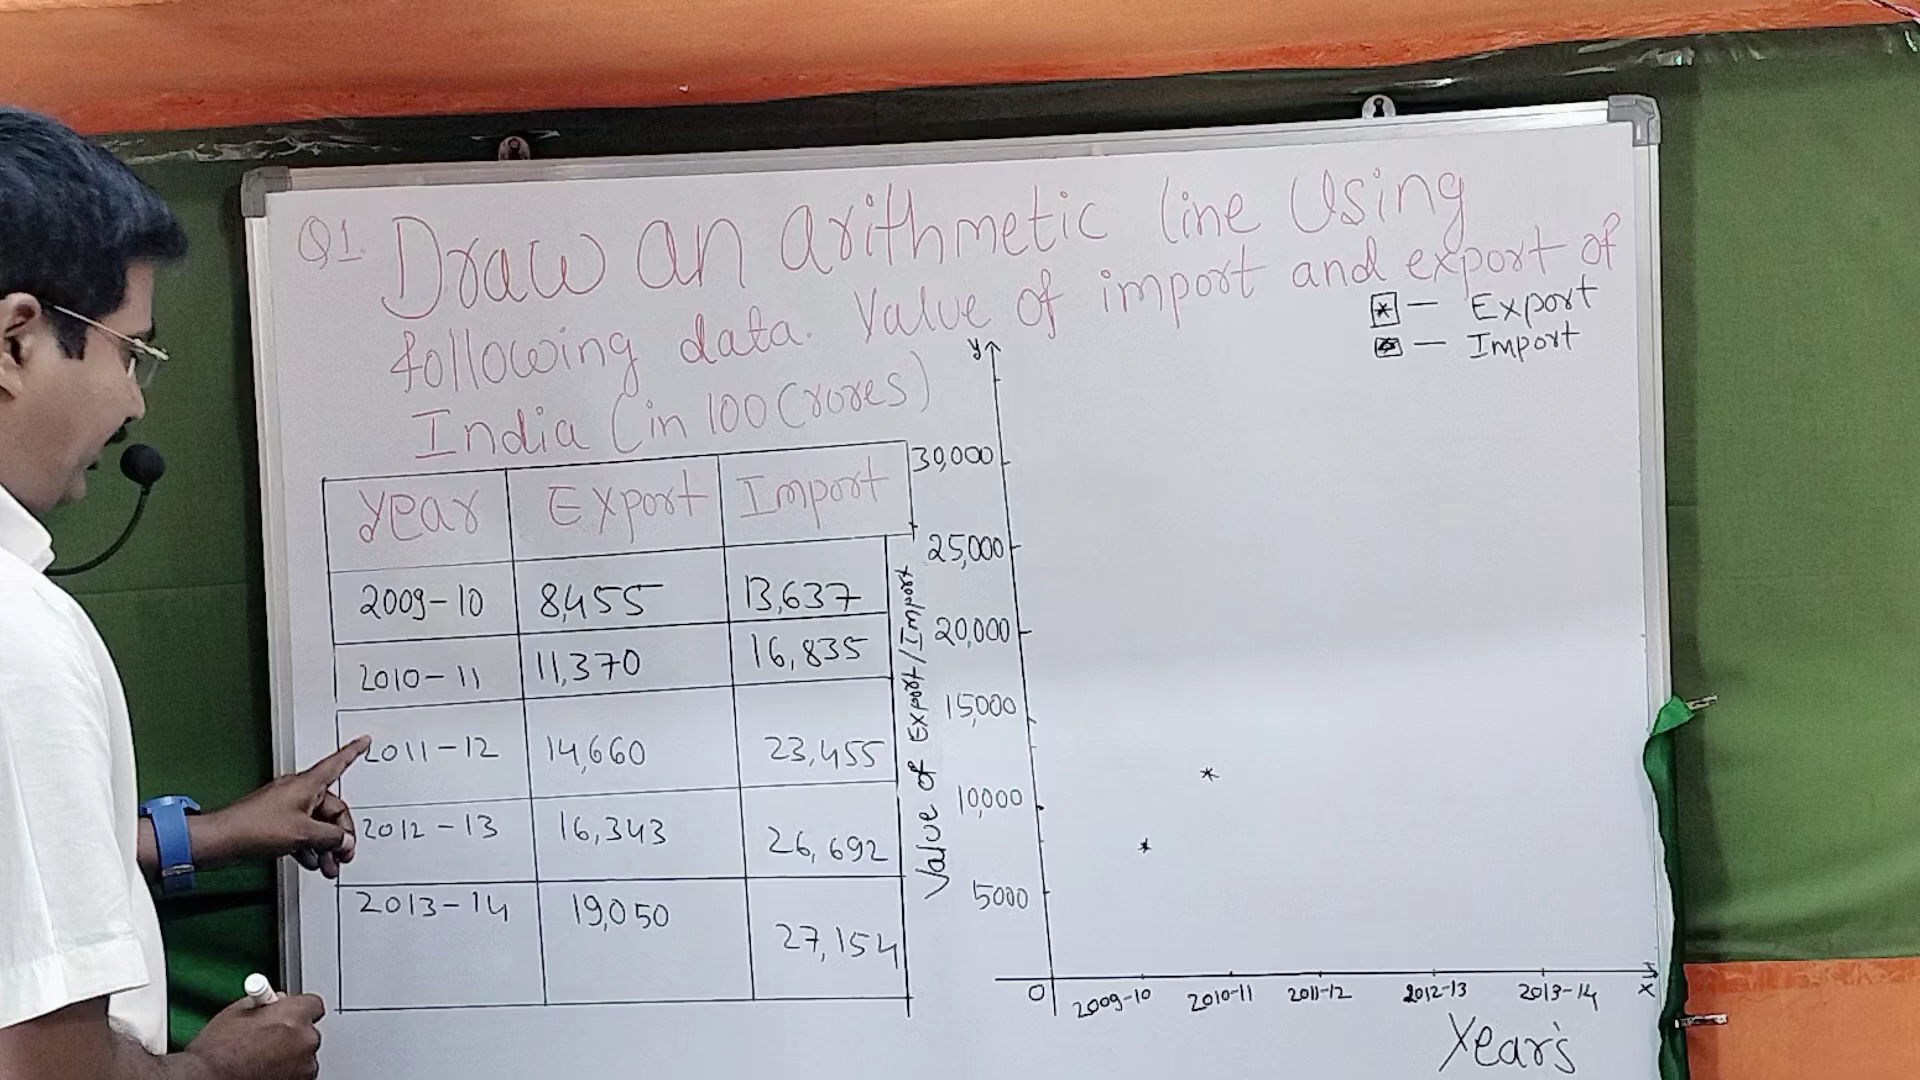 Q1. Draw an arithmetic line Using
following data. Value of import and export of
India (in 100 Crores)
* — Export
— Import
Year Export Import
2009-10 8,455 13,637
2010-11 11,370 16,835
2011-12 14,660 23,455
2012-13 16,343 26,692
2013-14 19,050 27,154
Value of Export/Import
y
30,000
25,000
20,000
15,000
10,000
5000
0 2009-10 2010-11 2011-12 2012-13 2013-14 X
Year's